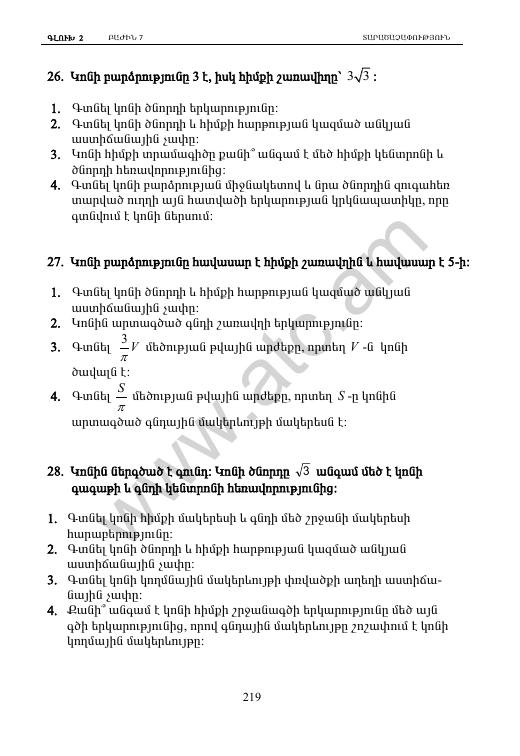 ԳԼՈՒԽ 2 ԲԱԺԻՆ 7 ՏԱՐԱԾԱՉԱՓՈՒԹՅՈՒՆ
26. Կոնի բարձրությունը 3 է, իսկ հիմքի շառավիղը՝ 3√3 :
1. Գտնել կոնի ծնորդի երկարությունը:
2. Գտնել կոնի ծնորդի և հիմքի հարթության կազմած անկյան
աստիճանային չափը:
3. Կոնի հիմքի տրամագիծը քանի՞ անգամ է մեծ հիմքի կենտրոնի և
ծնորդի հեռավորությունից:
4. Գտնել կոնի բարձրության միջնակետով և նրա ծնորդին զուգահեռ
տարված ուղղի այն հատվածի երկարության կրկնապատիկը, որը
գտնվում է կոնի ներսում:
27. Կոնի բարձրությունը հավասար է հիմքի շառավղին և հավասար է 5-ի:
1. Գտնել կոնի ծնորդի և հիմքի հարթության կազմած անկյան
աստիճանային չափը:
2. Կոնին արտագծած գնդի շառավղի երկարությունը:
3. Գտնել 3/π V մեծության թվային արժեքը, որտեղ V -ն կոնի
ծավալն է:
4. Գտնել S/π մեծության թվային արժեքը, որտեղ S -ը կոնին
արտագծած գնդային մակերևույթի մակերեսն է:
28. Կոնին ներգծած է գունդ: Կոնի ծնորդը √3 անգամ մեծ է կոնի
գագաթի և գնդի կենտրոնի հեռավորությունից:
1. Գտնել կոնի հիմքի մակերեսի և գնդի մեծ շրջանի մակերեսի
հարաբերությունը:
2. Գտնել կոնի ծնորդի և հիմքի հարթության կազմած անկյան
աստիճանային չափը:
3. Գտնել կոնի կողմնային մակերևույթի փռվածքի աղեղի աստիճա-
նային չափը:
4. Քանի՞ անգամ է կոնի հիմքի շրջանագծի երկարությունը մեծ այն
գծի երկարությունից, որով գնդային մակերևույթը շոշափում է կոնի
կողմային մակերևույթը:
www.atc.am
219